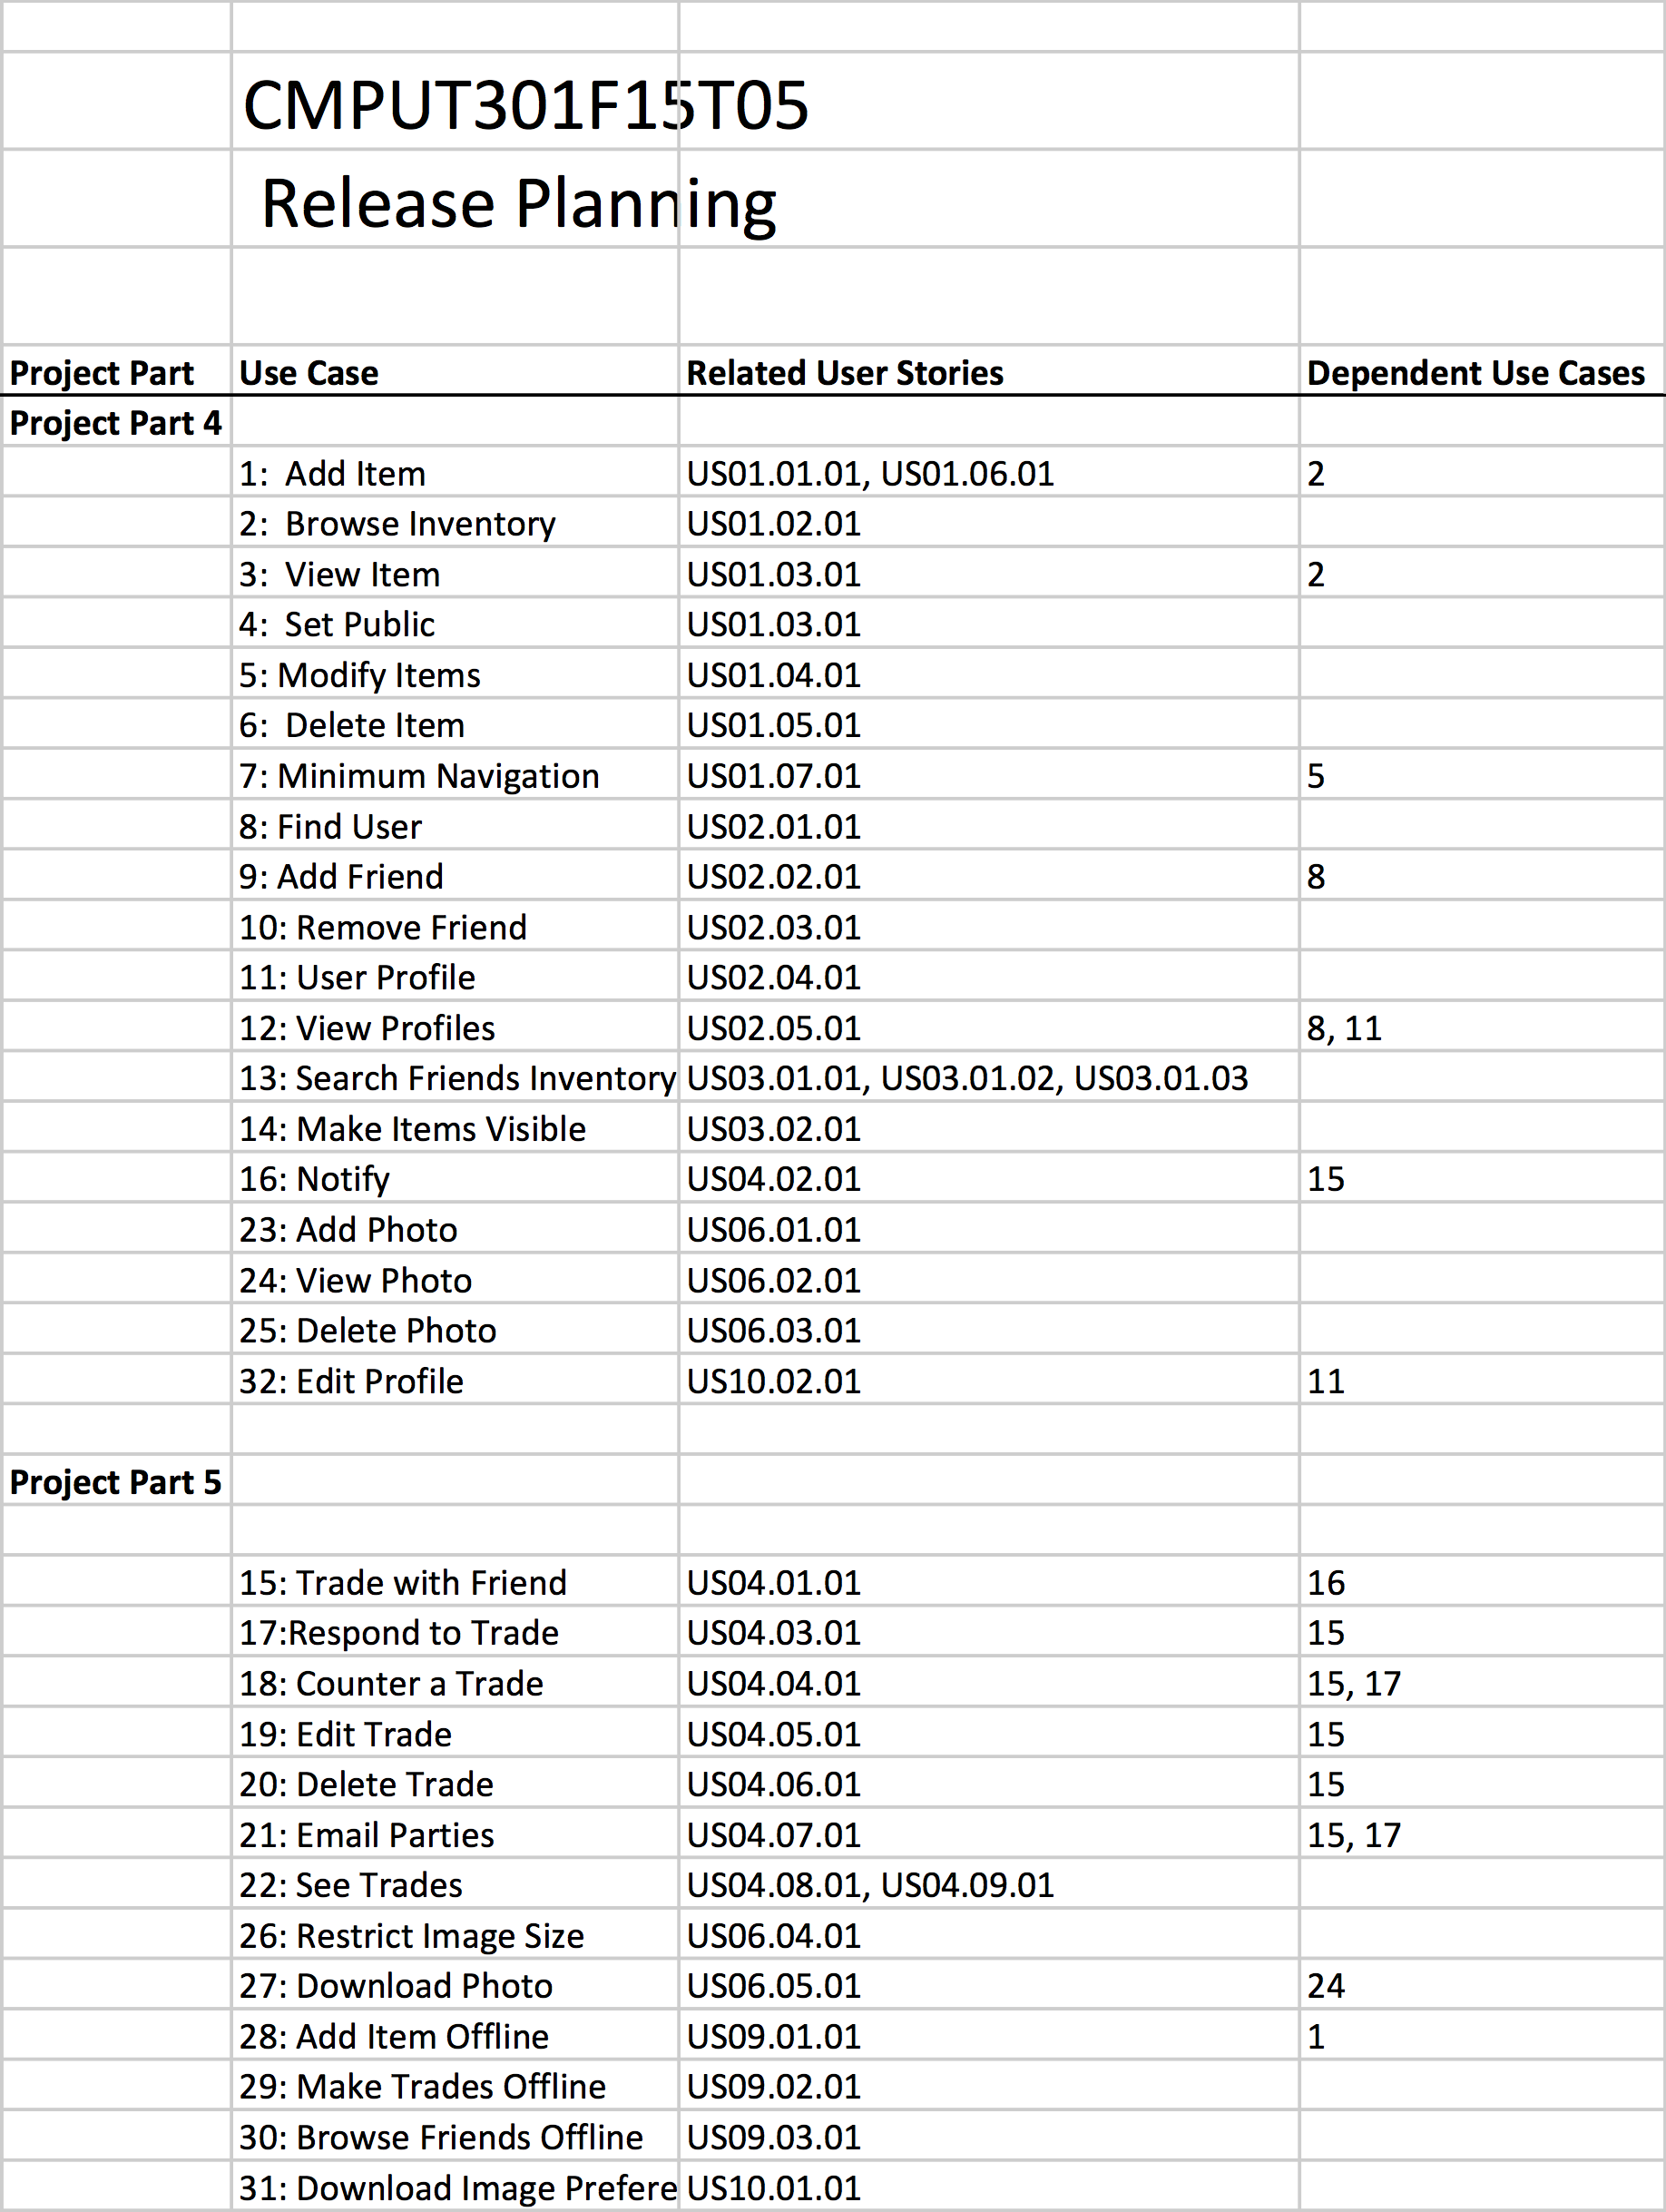 CMPUT301F15T05
Release Planning
Project Part Use Case Related User Stories Dependent Use Cases
Project Part 4
1: Add Item US01.01.01, US01.06.01 2
2: Browse Inventory US01.02.01
3: View Item US01.03.01 2
4: Set Public US01.03.01
5: Modify Items US01.04.01
6: Delete Item US01.05.01
7: Minimum Navigation US01.07.01 5
8: Find User US02.01.01
9: Add Friend US02.02.01 8
10: Remove Friend US02.03.01
11: User Profile US02.04.01
12: View Profiles US02.05.01 8, 11
13: Search Friends Inventory US03.01.01, US03.01.02, US03.01.03
14: Make Items Visible US03.02.01
16: Notify US04.02.01 15
23: Add Photo US06.01.01
24: View Photo US06.02.01
25: Delete Photo US06.03.01
32: Edit Profile US10.02.01 11
Project Part 5
15: Trade with Friend US04.01.01 16
17:Respond to Trade US04.03.01 15
18: Counter a Trade US04.04.01 15, 17
19: Edit Trade US04.05.01 15
20: Delete Trade US04.06.01 15
21: Email Parties US04.07.01 15, 17
22: See Trades US04.08.01, US04.09.01
26: Restrict Image Size US06.04.01
27: Download Photo US06.05.01 24
28: Add Item Offline US09.01.01 1
29: Make Trades Offline US09.02.01
30: Browse Friends Offline US09.03.01
31: Download Image Prefere US10.01.01